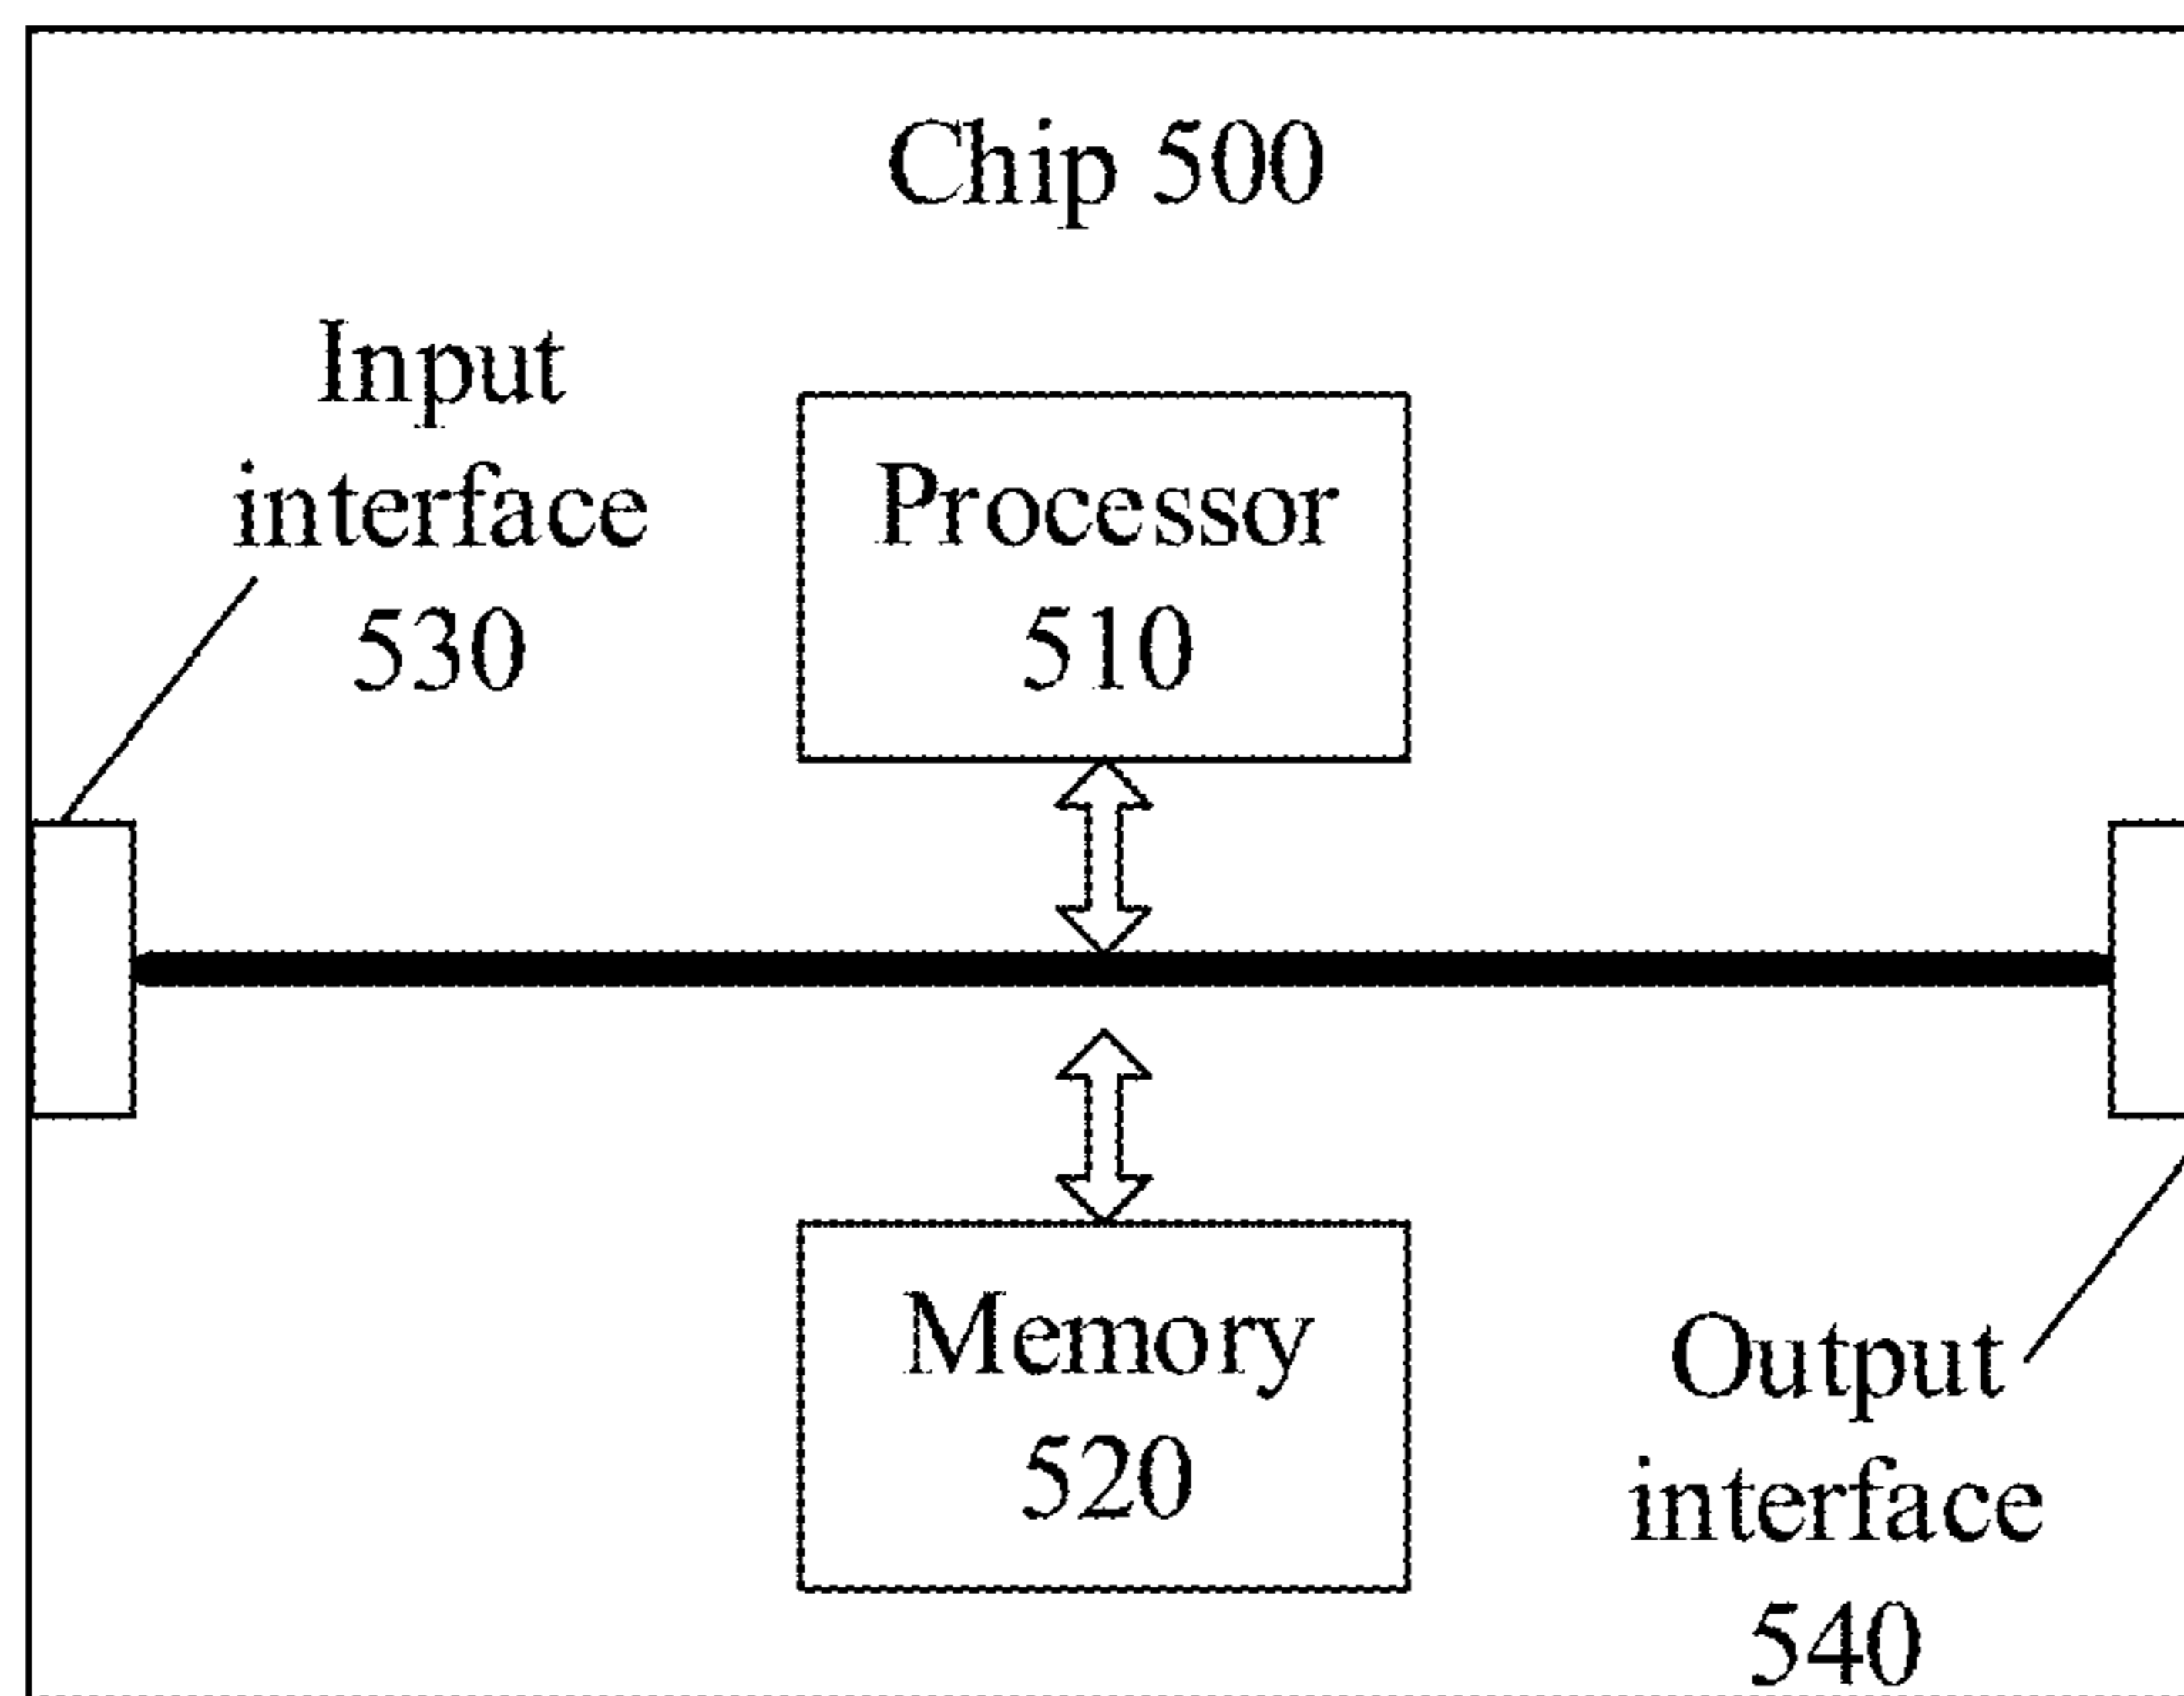 Chip 500
Input
interface
530
Processor
510
Memory
520
Output
interface
540